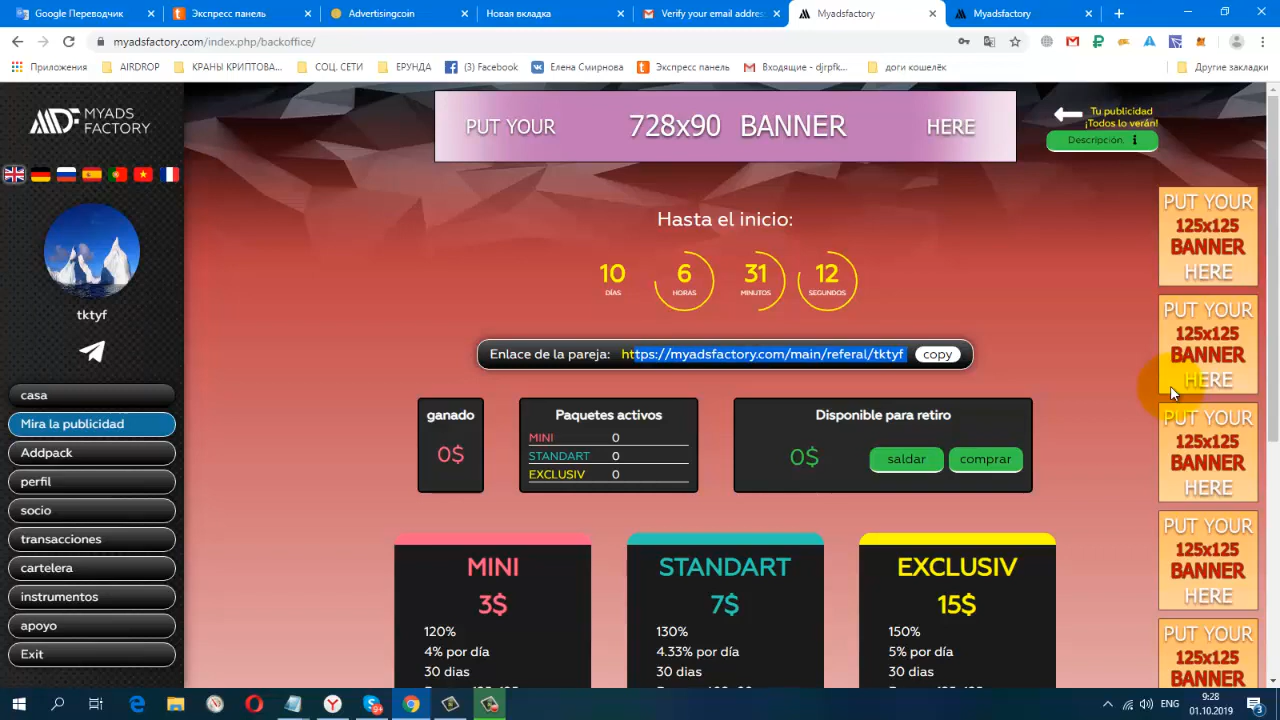 Google Переводчик
Экспресс панель
Advertisingcoin
Новая вкладка
Verify your email addres
Myadsfactory
Myadsfactory
myadsfactory.com/index.php/backoffice/
Приложения
AIRDROP
КРАНЫ КРИПТОВА...
СОЦ. СЕТИ
ЕРУНДА
(3) Facebook
Елена Смирнова
Экспресс панель
Входящие - djrpfk...
доги кошелёк
Другие закладки
MYADS
FACTORY
PUT YOUR 728x90 BANNER HERE
Tu publicidad
¡Todos lo verán!
Descripción. i
tktyf
casa
Mira la publicidad
Addpack
perfil
socio
transacciones
cartelera
instrumentos
apoyo
Exit
Hasta el inicio:
10
DÍAS
6
HORAS
31
MINUTOS
12
SEGUNDOS
Enlace de la pareja: https://myadsfactory.com/main/referal/tktyf copy
ganado
0$
Paquetes activos
MINI 0
STANDART 0
EXCLUSIV 0
Disponible para retiro
0$ saldar comprar
MINI
3$
120%
4% por día
30 dias
STANDART
7$
130%
4.33% por día
30 dias
EXCLUSIV
15$
150%
5% por día
30 dias
PUT YOUR
125x125
BANNER
HERE
PUT YOUR
125x125
BANNER
HERE
PUT YOUR
125x125
BANNER
HERE
PUT YOUR
125x125
BANNER
HERE
PUT YOUR
125x125
BANNER
ENG
9:28
01.10.2019
3